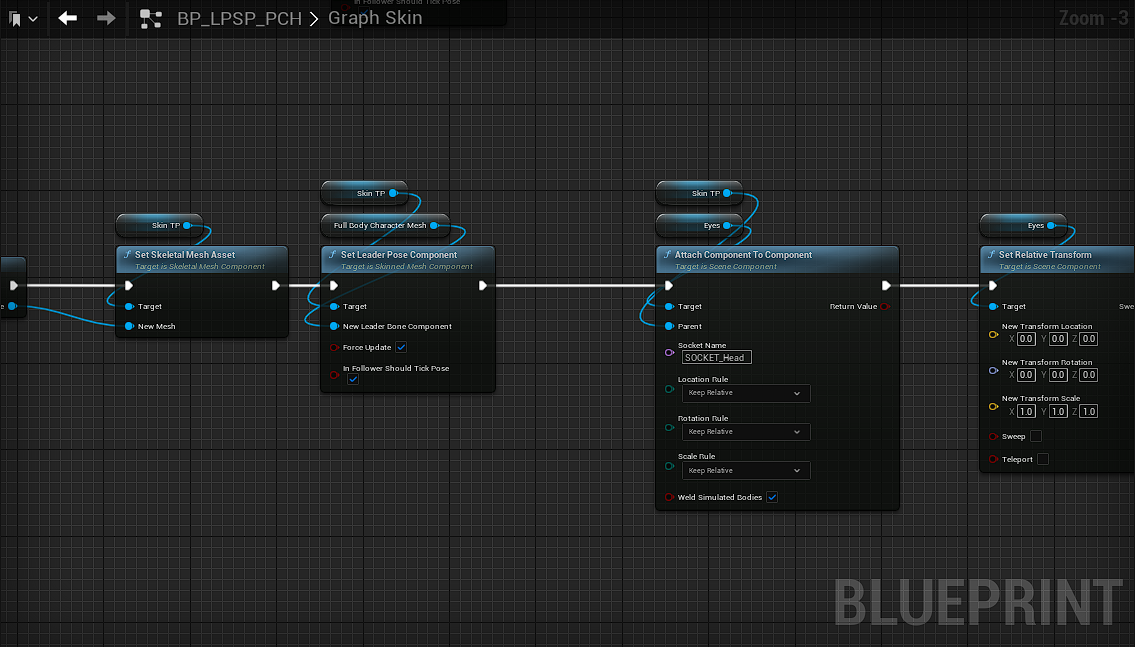 In Follower Should Tick Pose
BP_LPSP_PCH > Graph Skin
Zoom -3
Skin TP
Set Skeletal Mesh Asset
Target is Skeletal Mesh Component
Target
New Mesh
Skin TP
Full Body Character Mesh
Set Leader Pose Component
Target is Skinned Mesh Component
Target
New Leader Bone Component
Force Update
In Follower Should Tick Pose
Skin TP
Eyes
Attach Component To Component
Target is Scene Component
Target
Return Value
Parent
Socket Name
SOCKET_Head
Location Rule
Keep Relative
Rotation Rule
Keep Relative
Scale Rule
Keep Relative
Weld Simulated Bodies
Eyes
Set Relative Transform
Target is Scene Component
Target
Swe
New Transform Location
X 0.0 Y 0.0 Z 0.0
New Transform Rotation
X 0.0 Y 0.0 Z 0.0
New Transform Scale
X 1.0 Y 1.0 Z 1.0
Sweep
Teleport
BLUEPRINT